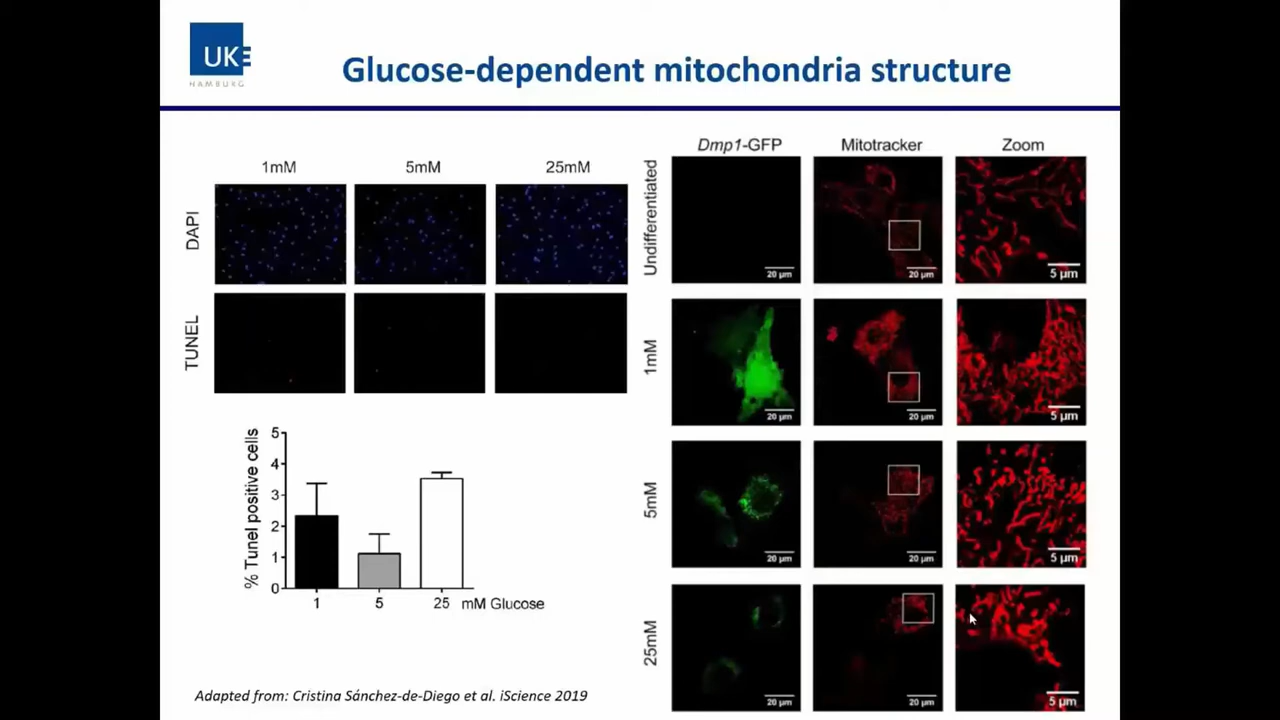 UKE
HAMBURG
Glucose-dependent mitochondria structure
1mM 5mM 25mM
DAPI
TUNEL
% Tunel positive cells
5
4
3
2
1
0
1 5 25 mM Glucose
Dmp1-GFP Mitotracker Zoom
Undifferentiated
20 µm 20 µm 5 µm
1mM
20 µm 20 µm 5 µm
5mM
20 µm 20 µm 5 µm
25mM
20 µm 20 µm 5 µm
Adapted from: Cristina Sánchez-de-Diego et al. iScience 2019